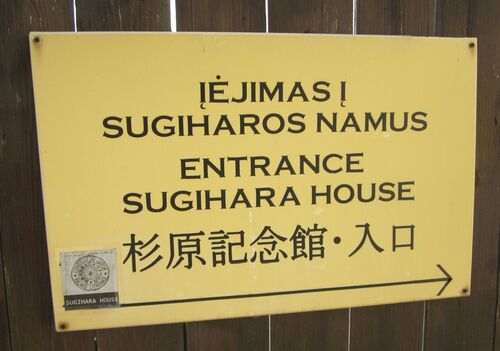 ĮĖJIMAS Į
SUGIHAROS NAMUS
ENTRANCE
SUGIHARA HOUSE
杉原記念館・入口
SUGIHARA HOUSE